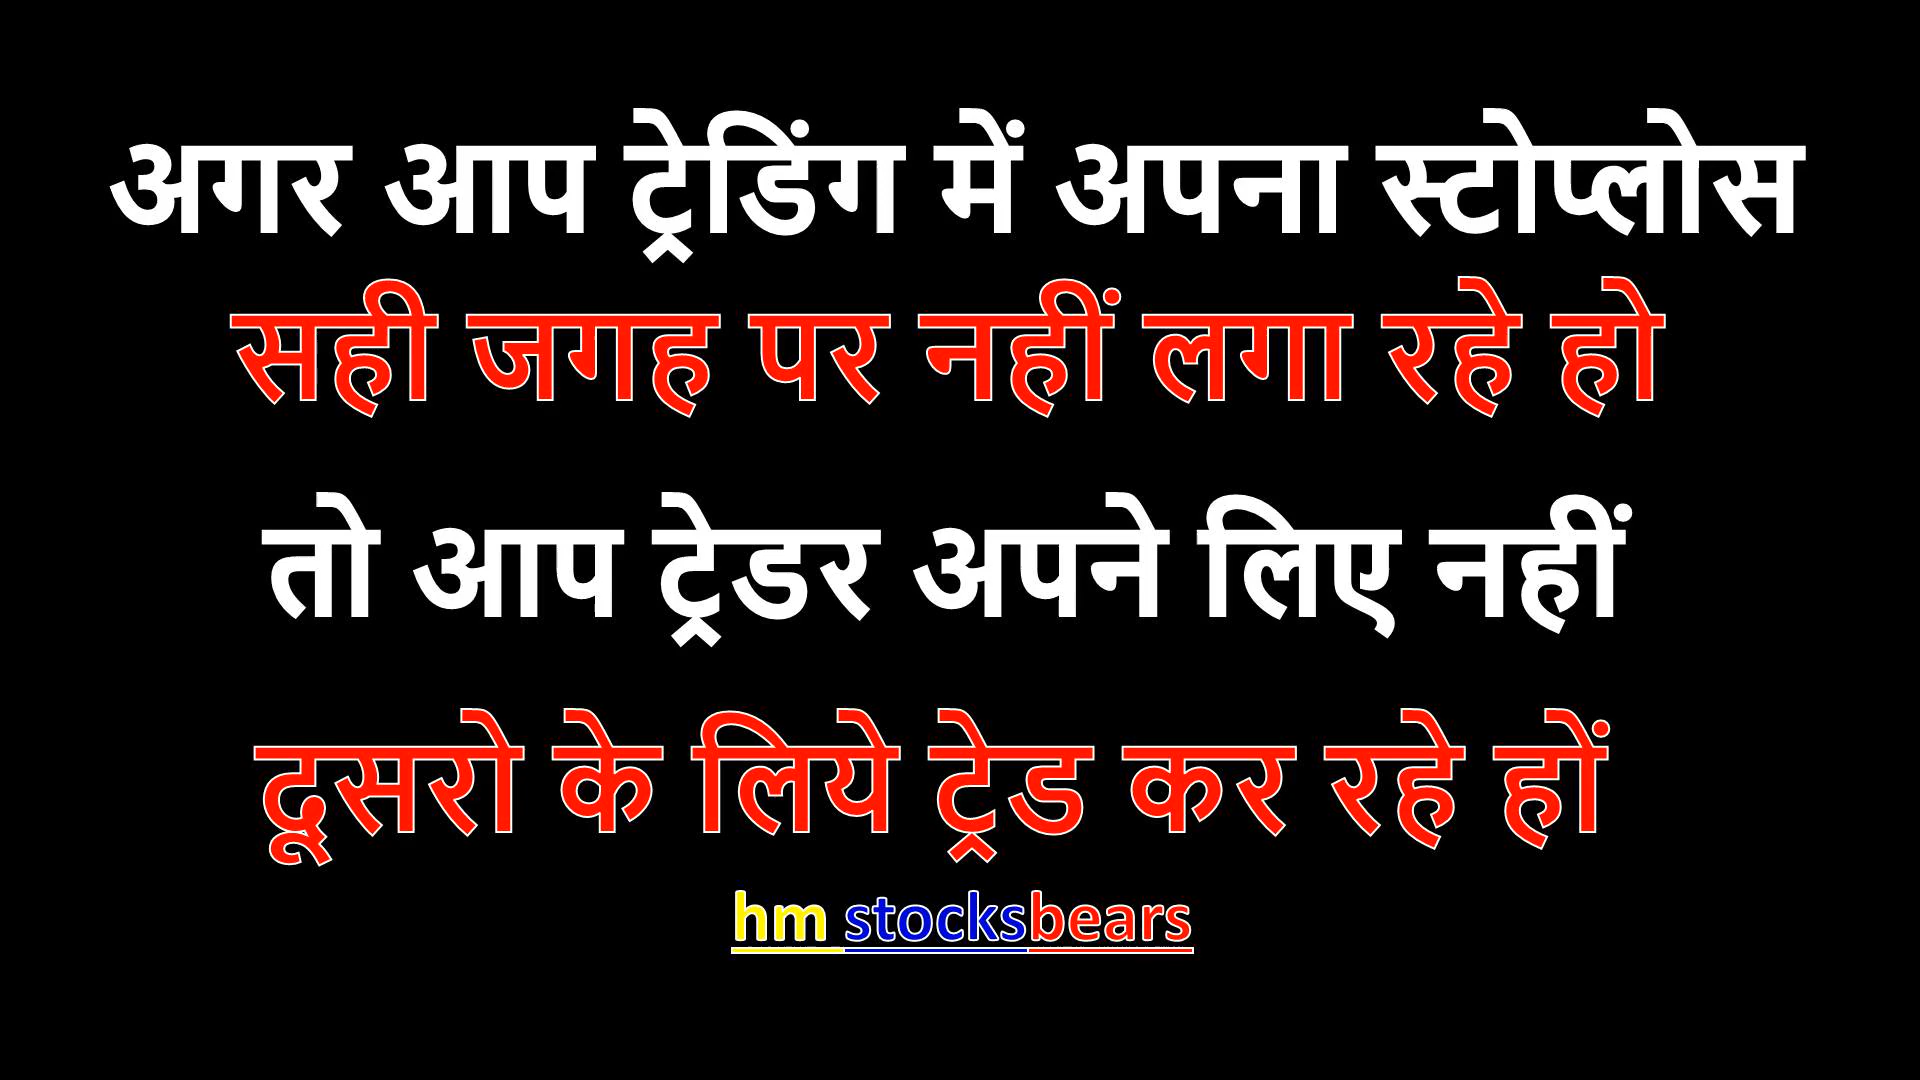 अगर आप ट्रेडिंग में अपना स्टोप्लोस
सही जगह पर नहीं लगा रहे हो
तो आप ट्रेडर अपने लिए नहीं
दूसरो के लिये ट्रेड कर रहे हों
hm stocksbears